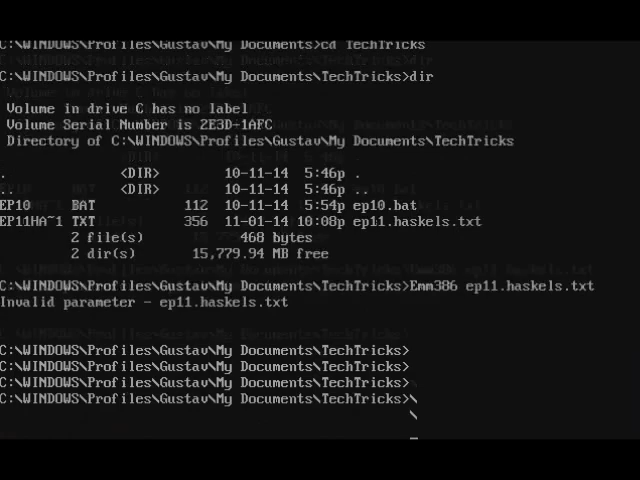 C:\WINDOWS\Profiles\Gustav\My Documents>cd TechTricks
C:\WINDOWS\Profiles\Gustav\My Documents\TechTricks>dir
Volume in drive C has no label
Volume Serial Number is 2E3D-1AFC
Directory of C:\WINDOWS\Profiles\Gustav\My Documents\TechTricks
. <DIR> 10-11-14 5:46p .
.. <DIR> 10-11-14 5:46p ..
EP10 BAT 112 10-11-14 5:54p ep10.bat
EP11HA~1 TXT 356 11-01-14 10:08p ep11.haskels.txt
2 file(s) 468 bytes
2 dir(s) 15,779.94 MB free
C:\WINDOWS\Profiles\Gustav\My Documents\TechTricks>Emm386 ep11.haskels.txt
Invalid parameter - ep11.haskels.txt
C:\WINDOWS\Profiles\Gustav\My Documents\TechTricks>
C:\WINDOWS\Profiles\Gustav\My Documents\TechTricks>
C:\WINDOWS\Profiles\Gustav\My Documents\TechTricks>
C:\WINDOWS\Profiles\Gustav\My Documents\TechTricks>\
\
_